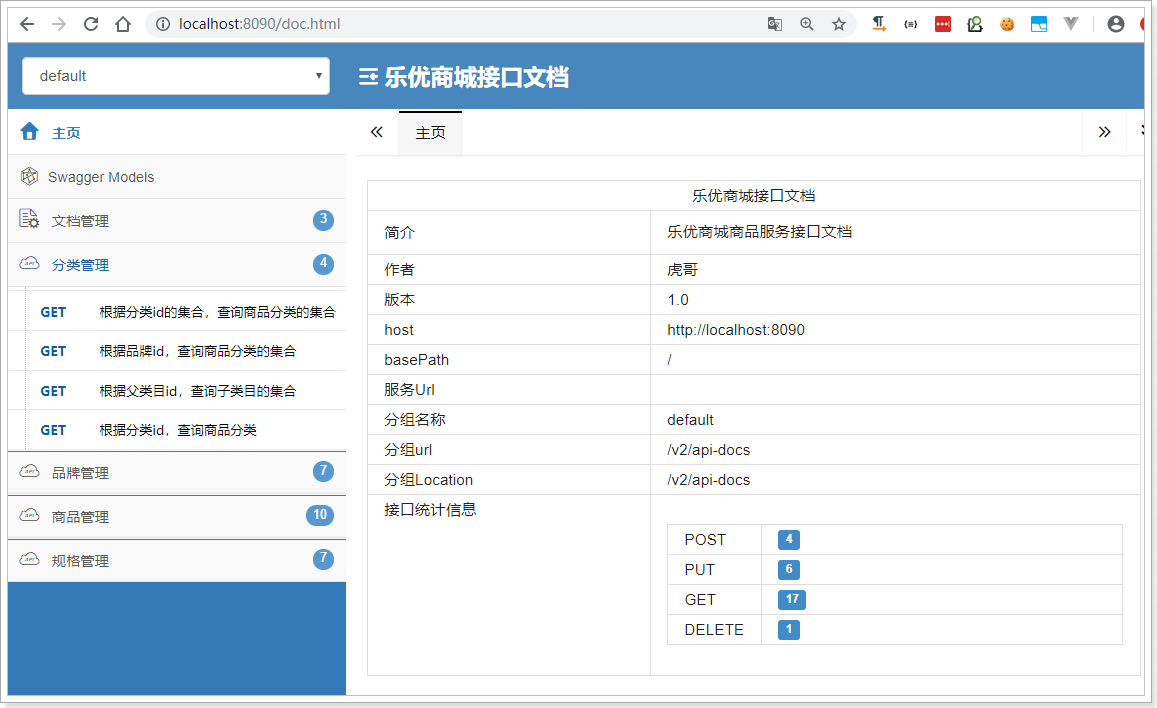 localhost:8090/doc.html
default
乐优商城接口文档
主页
Swagger Models
文档管理 3
分类管理 4
GET 根据分类id的集合，查询商品分类的集合
GET 根据品牌id，查询商品分类的集合
GET 根据父类目id，查询子类目的集合
GET 根据分类id，查询商品分类
品牌管理 7
商品管理 10
规格管理 7
主页
乐优商城接口文档
简介 乐优商城商品服务接口文档
作者 虎哥
版本 1.0
host http://localhost:8090
basePath /
服务Url
分组名称 default
分组url /v2/api-docs
分组Location /v2/api-docs
接口统计信息
POST 4
PUT 6
GET 17
DELETE 1